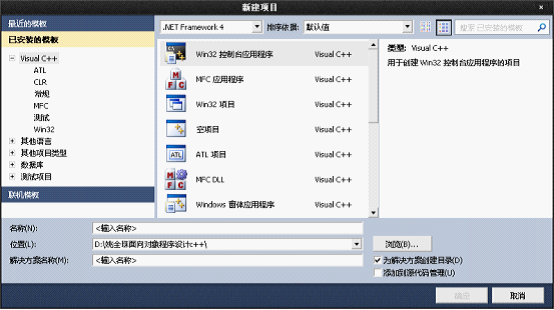 新建项目
最近的模板
已安装的模板
Visual C++
ATL
CLR
常规
MFC
测试
Win32
其他语言
其他项目类型
数据库
测试项目
联机模板
.NET Framework 4
排序依据: 默认值
搜索 已安装的模板
Win32 控制台应用程序 Visual C++
MFC 应用程序 Visual C++
Win32 项目 Visual C++
空项目 Visual C++
ATL 项目 Visual C++
MFC DLL Visual C++
Windows 窗体应用程序 Visual C++
类型: Visual C++
用于创建 Win32 控制台应用程序的项目
名称(N): <输入名称>
位置(L): D:\姚全珠面向对象程序设计c++\
浏览(B)...
解决方案名称(M): <输入名称>
为解决方案创建目录(D)
添加到源代码管理(U)
确定
取消